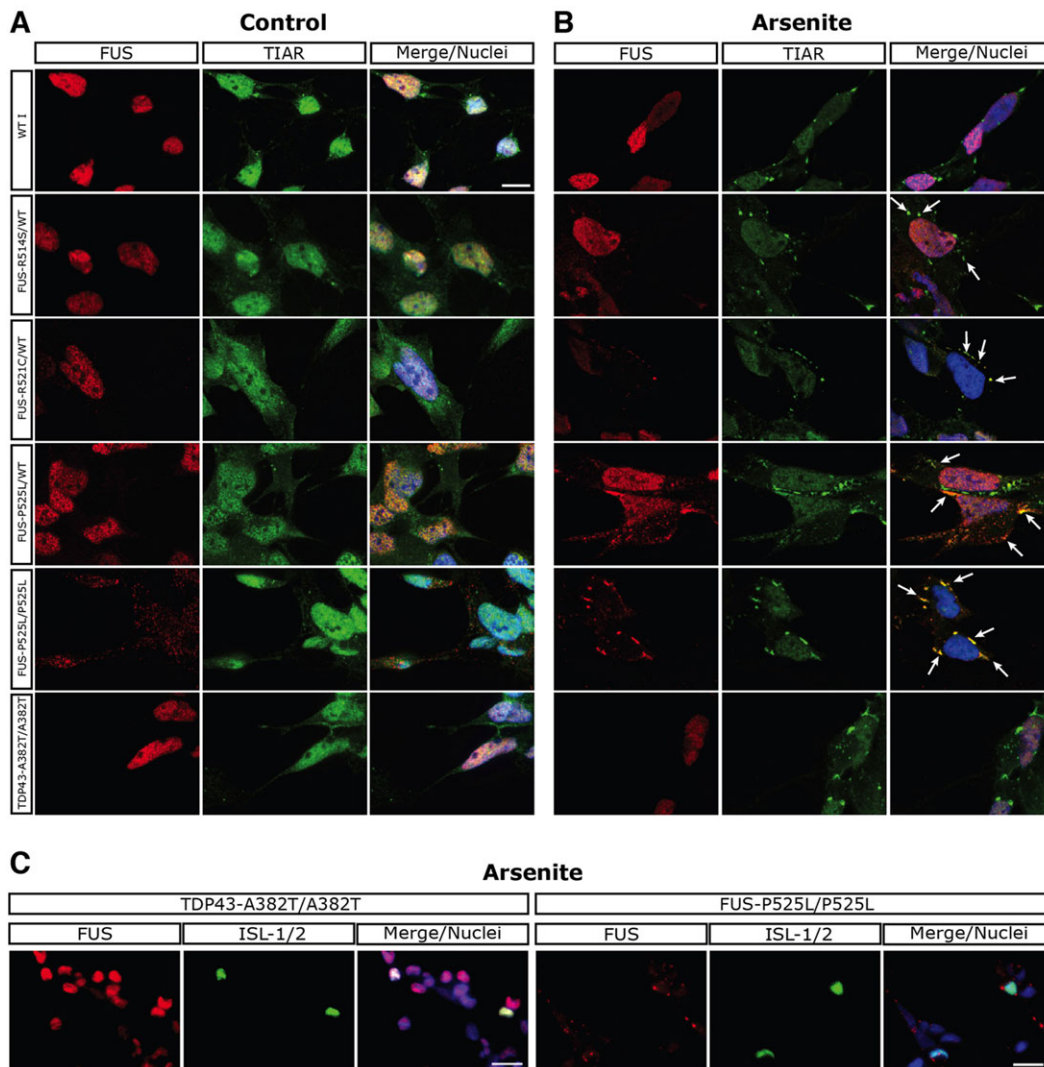 A
Control
FUS
TIAR
Merge/Nuclei
WT I
FUS-R514S/WT
FUS-R521C/WT
FUS-P525L/WT
FUS-P525L/P525L
TDP43-A382T/A382T
B
Arsenite
FUS
TIAR
Merge/Nuclei
C
Arsenite
TDP43-A382T/A382T
FUS-P525L/P525L
FUS
ISL-1/2
Merge/Nuclei
FUS
ISL-1/2
Merge/Nuclei